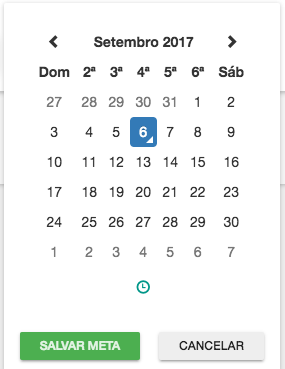 Setembro 2017
Dom 2ª 3ª 4ª 5ª 6ª Sáb
27 28 29 30 31 1 2
3 4 5 6 7 8 9
10 11 12 13 14 15 16
17 18 19 20 21 22 23
24 25 26 27 28 29 30
1 2 3 4 5 6 7
SALVAR META CANCELAR